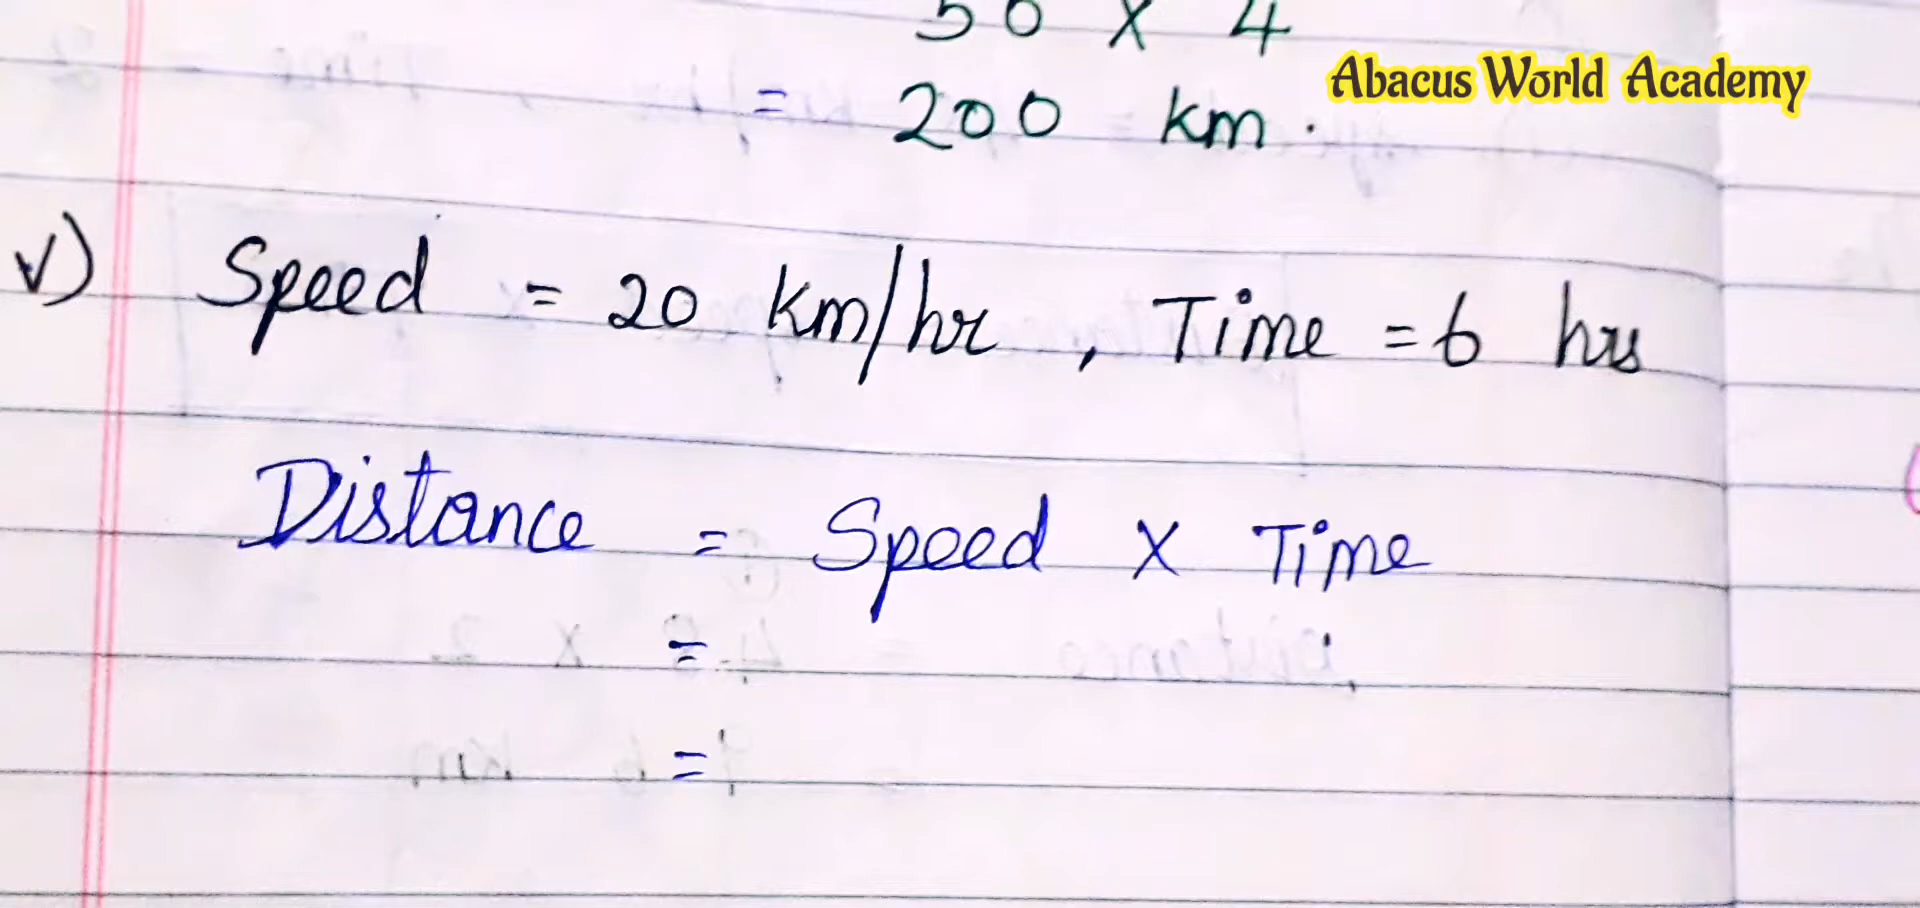 50 x 4
Abacus World Academy
= 200 km.
v) Speed = 20 km/hr, Time = 6 hrs
Distance = Speed x Time
=
=